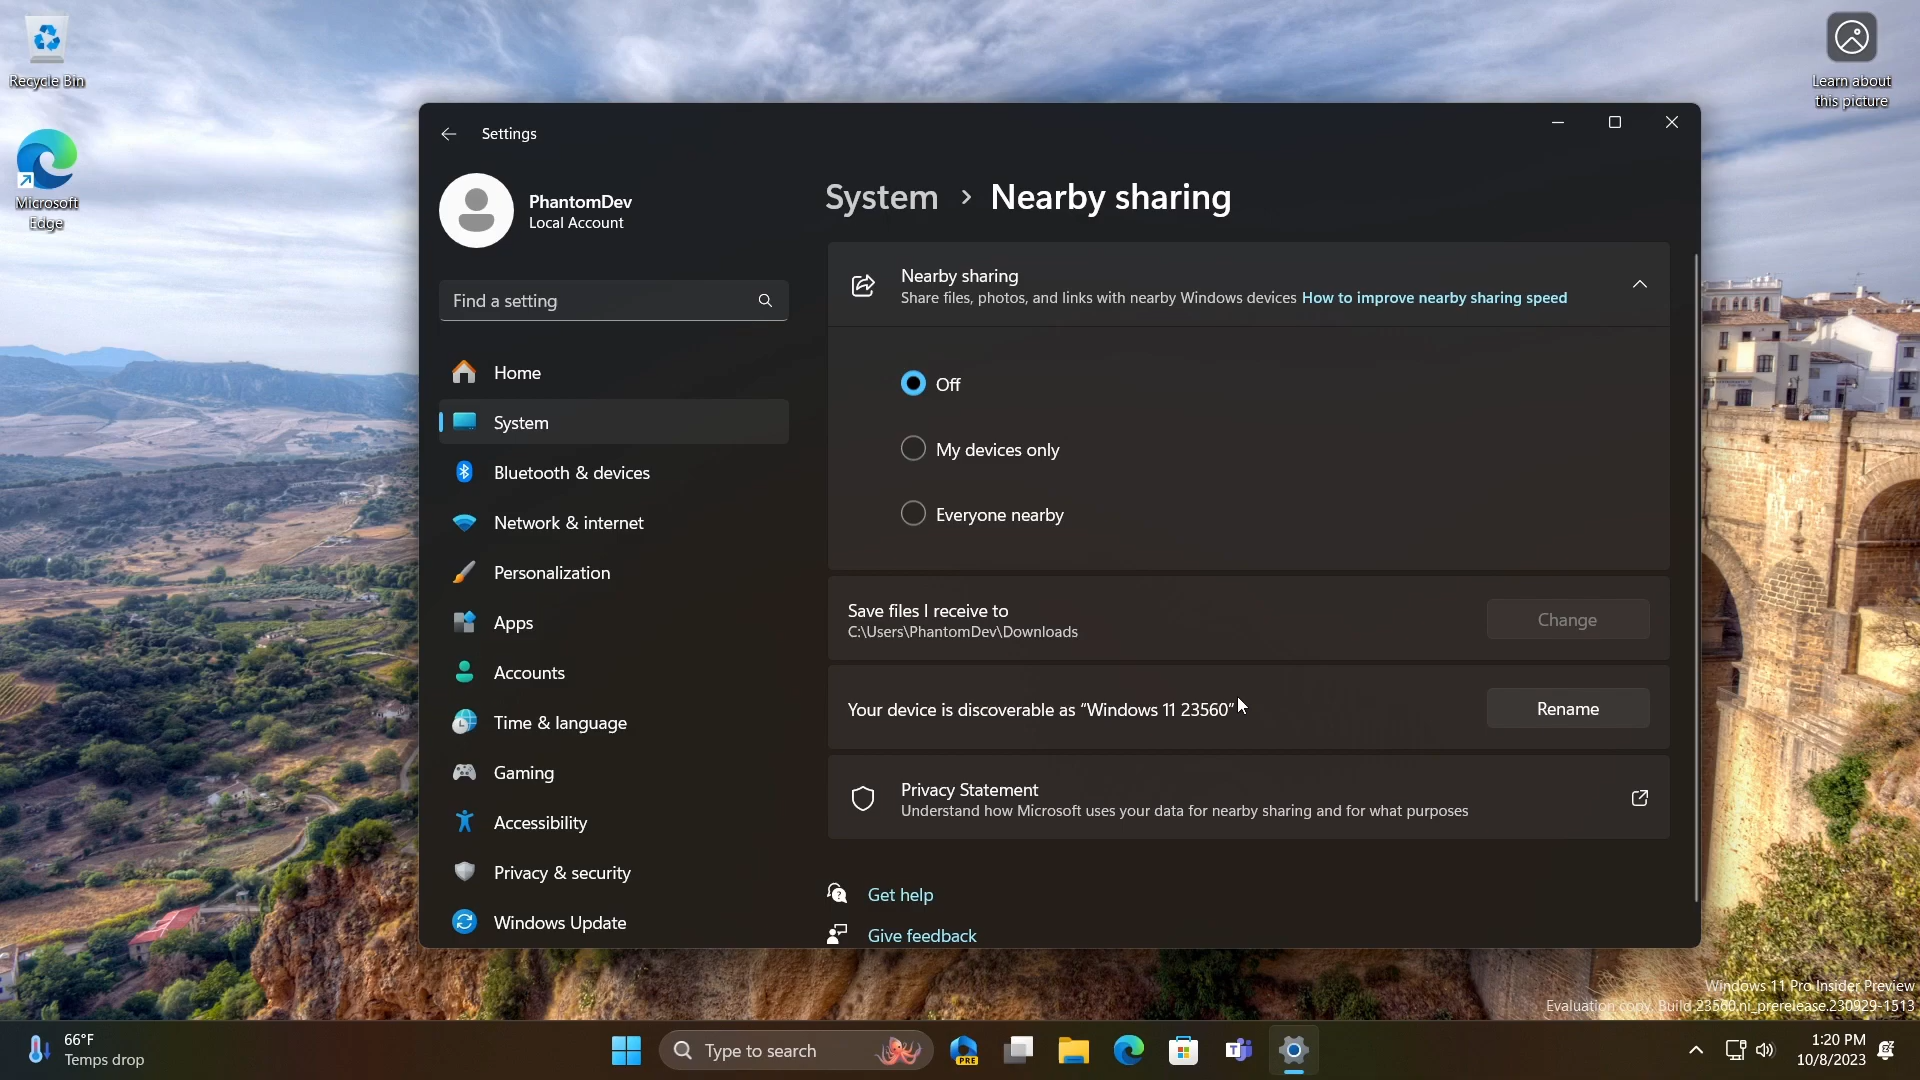 Recycle Bin
Microsoft
Edge
Learn about
this picture
Settings
PhantomDev
Local Account
Find a setting
Home
System
Bluetooth & devices
Network & internet
Personalization
Apps
Accounts
Time & language
Gaming
Accessibility
Privacy & security
Windows Update
System > Nearby sharing
Nearby sharing
Share files, photos, and links with nearby Windows devices How to improve nearby sharing speed
Off
My devices only
Everyone nearby
Save files I receive to
C:\Users\PhantomDev\Downloads
Change
Your device is discoverable as “Windows 11 23560”
Rename
Privacy Statement
Understand how Microsoft uses your data for nearby sharing and for what purposes
Get help
Give feedback
Windows 11 Pro Insider Preview
Evaluation copy. Build 23560.ni_prerelease.230929-1513
66°F
Temps drop
Type to search
PRE
1:20 PM
10/8/2023